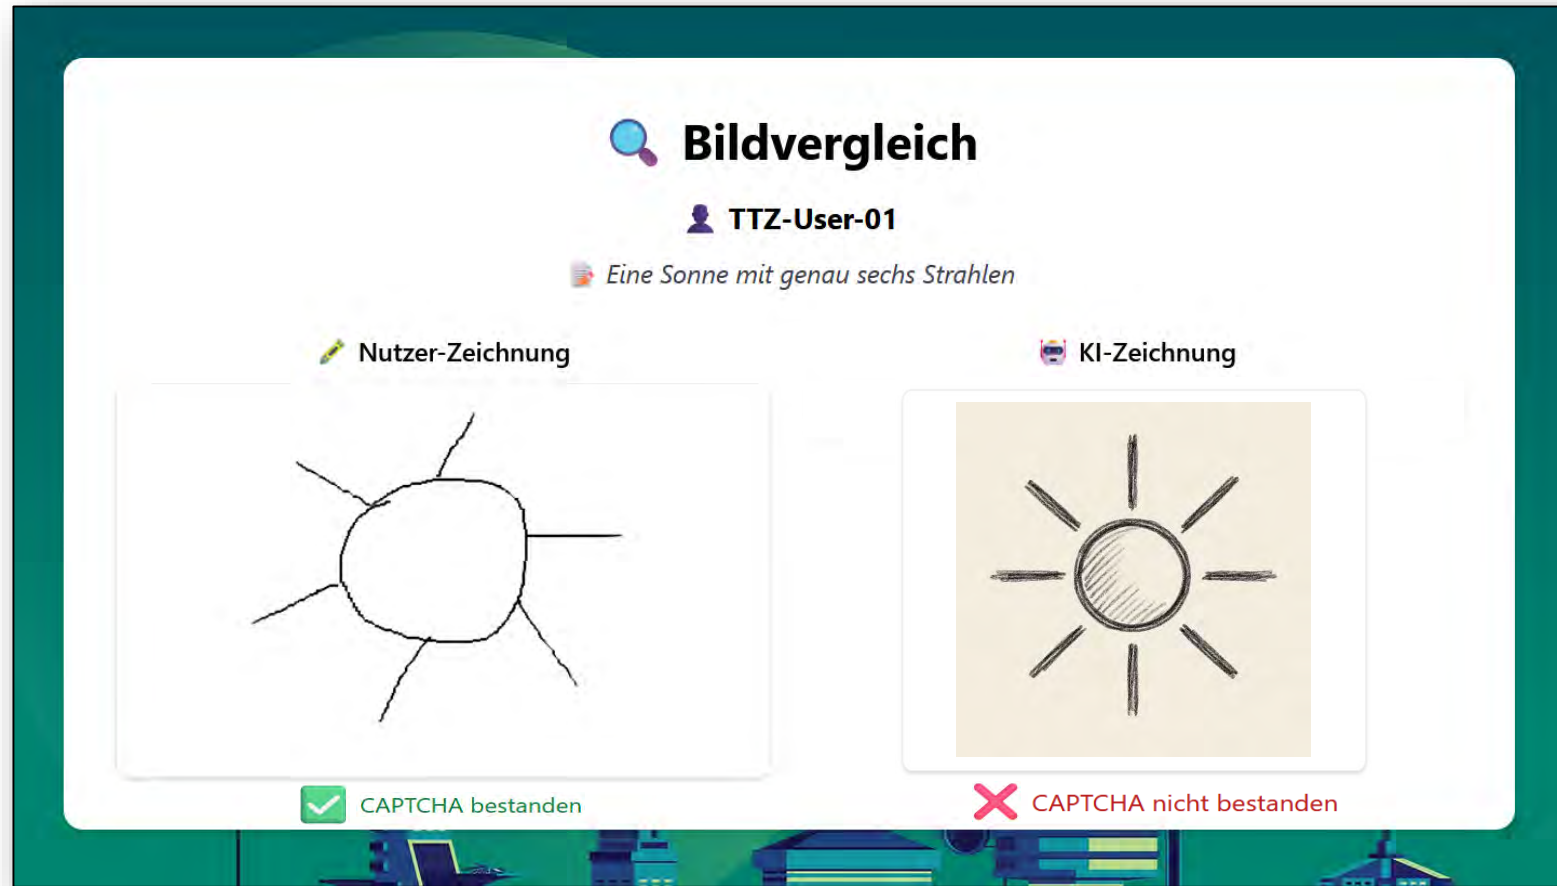 Bildvergleich
TTZ-User-01
Eine Sonne mit genau sechs Strahlen
Nutzer-Zeichnung
KI-Zeichnung
CAPTCHA bestanden
CAPTCHA nicht bestanden